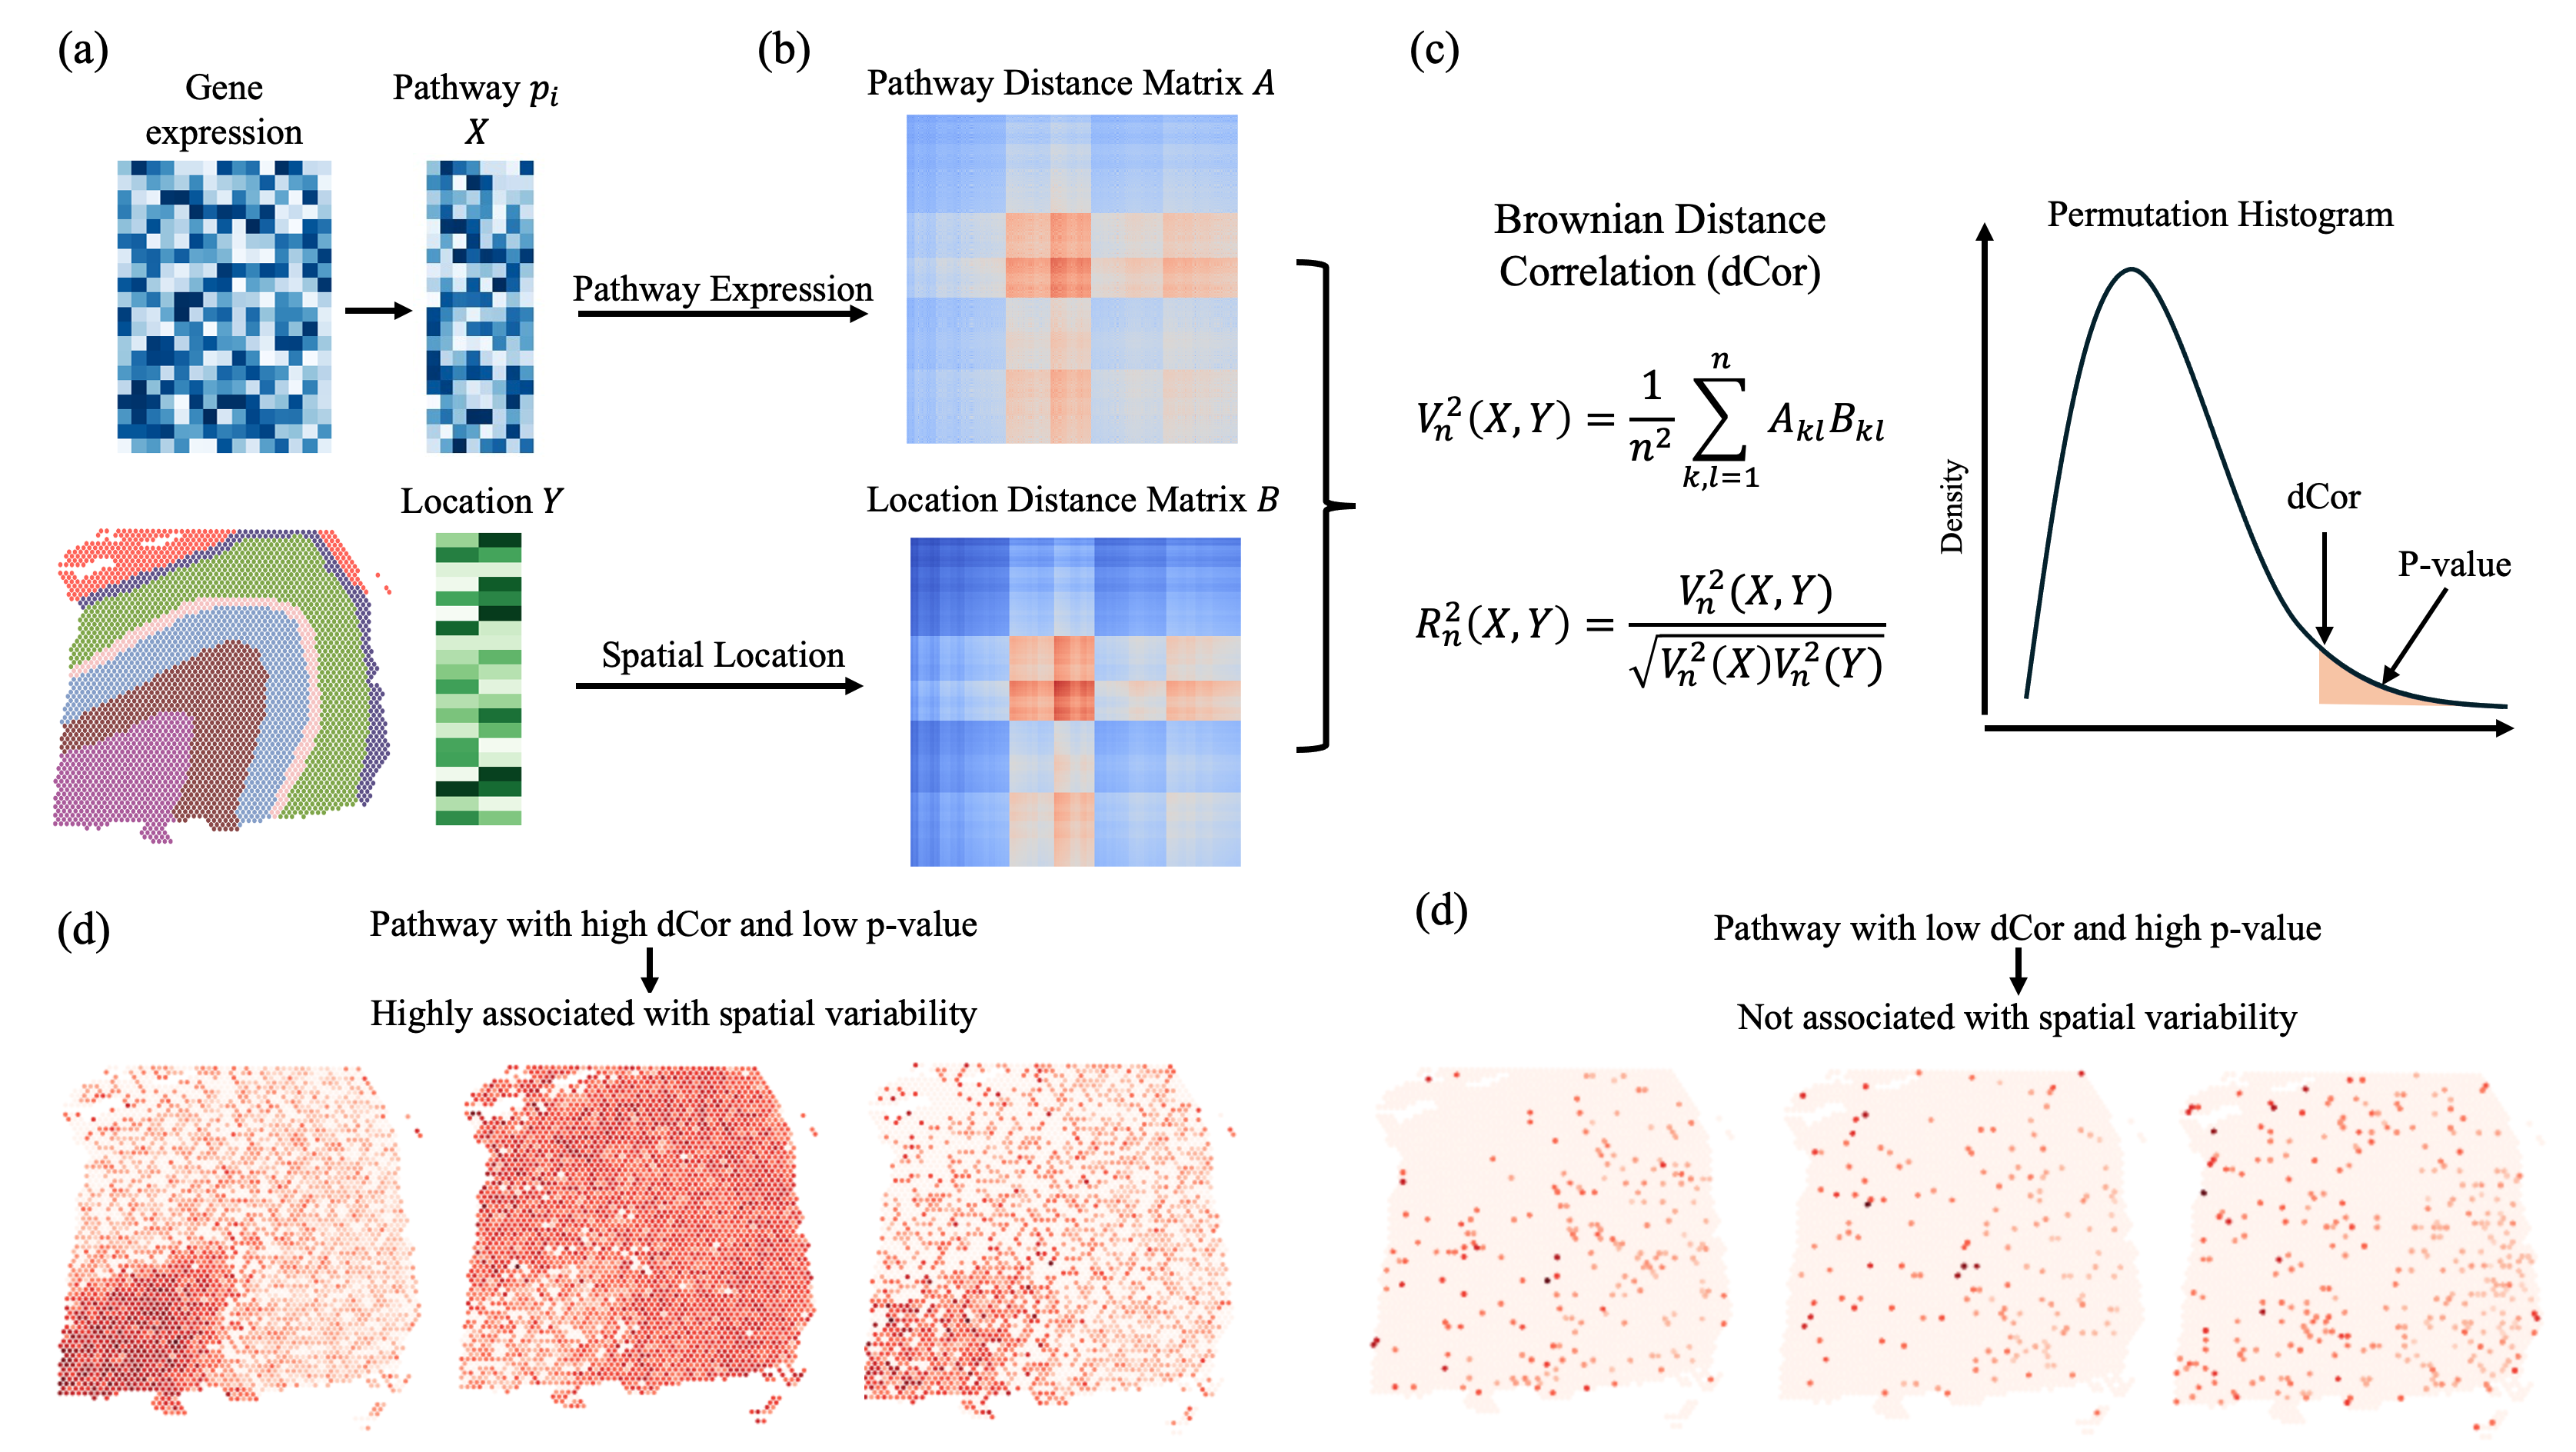 (a)
Gene
expression
Pathway pᵢ
X
Pathway Expression
Location Y
Spatial Location
(b)
Pathway Distance Matrix A
Location Distance Matrix B
(c)
Brownian Distance
Correlation (dCor)
V_n^2(X,Y) = \frac{1}{n^2} \sum_{k,l=1}^{n} A_{kl}B_{kl}
R_n^2(X,Y) = \frac{V_n^2(X,Y)}{\sqrt{V_n^2(X)V_n^2(Y)}}
Permutation Histogram
Density
dCor
P-value
(d)
Pathway with high dCor and low p-value
Highly associated with spatial variability
(d)
Pathway with low dCor and high p-value
Not associated with spatial variability